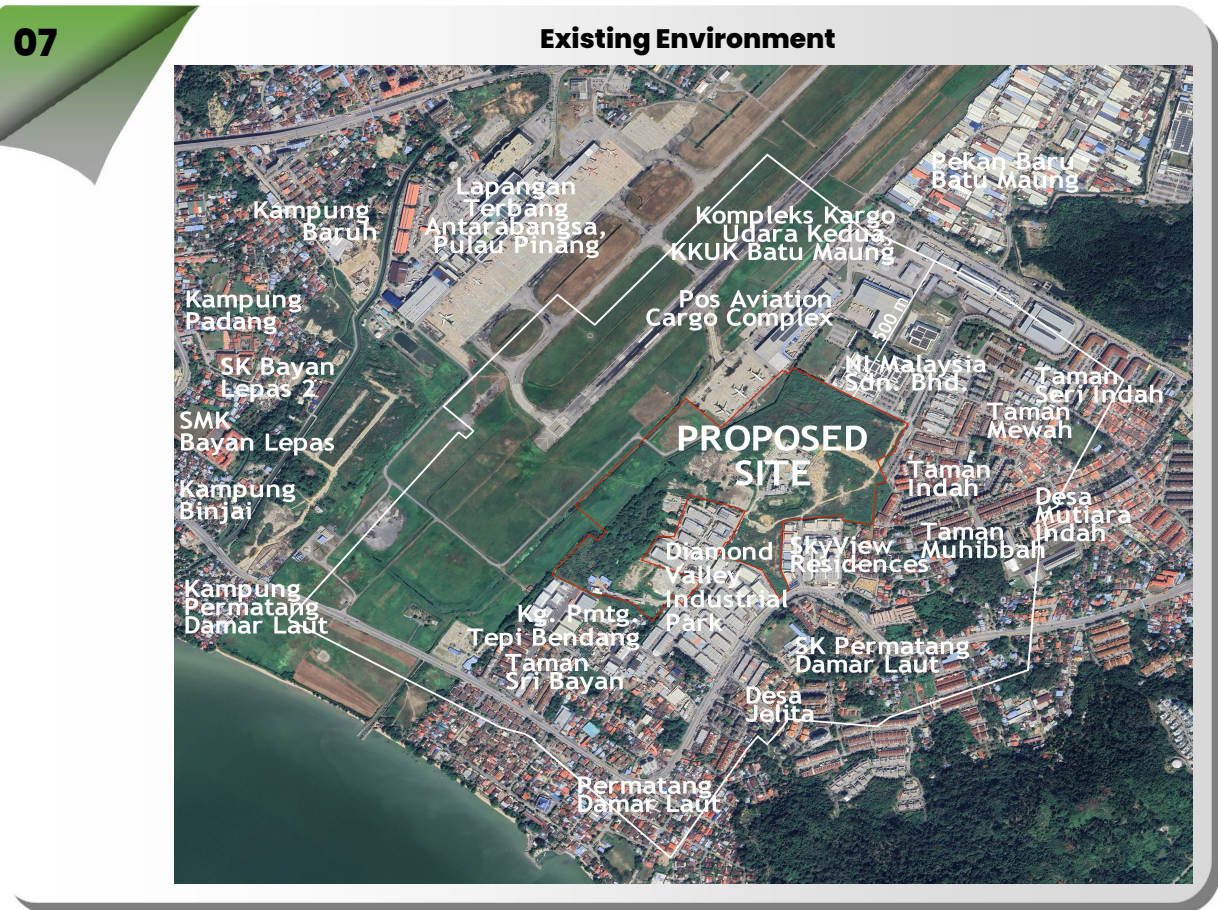 07
Existing Environment
Pekan Baru
Batu Maung
Lapangan
Terbang
Antarabangsa,
Pulau Pinang
Kampung
Baruh
Kompleks Kargo
Udara Kedua,
KKUK Batu Maung
Kampung
Padang
Pos Aviation
Cargo Complex
500 m
SK Bayan
Lepas 2
NI Malaysia
Sdn. Bhd.
Taman
Seri Indah
Taman
Mewah
SMK
Bayan Lepas
PROPOSED
SITE
Taman
Indah
Kampung
Binjai
Desa
Mutiara
Indah
Taman
Muhibbah
SkyView
Residences
Diamond
Valley
Industrial
Park
Kampung
Permatang
Damar Laut
Kg. Pmtg.
Tepi Bendang
Taman
Sri Bayan
SK Permatang
Damar Laut
Desa
Jelita
Permatang
Damar Laut